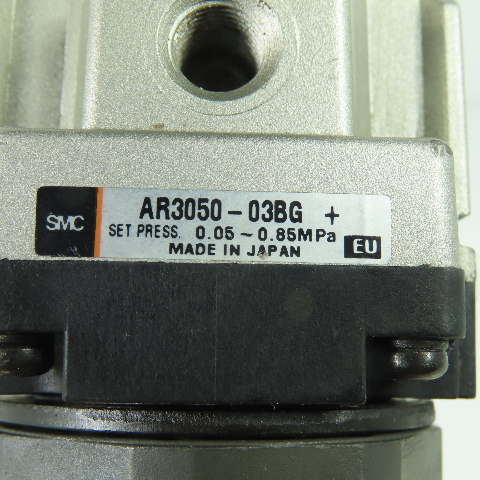 SMC
AR3050-03BG +
SET PRESS. 0.05~0.85MPa
MADE IN JAPAN
EU